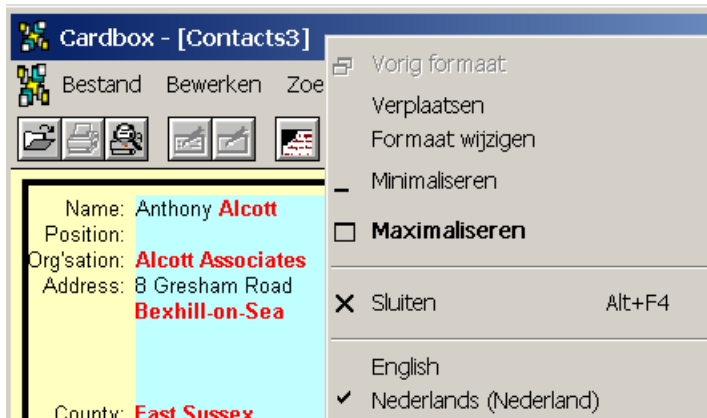 Cardbox - [Contacts3]
Bestand Bewerken Zoe
Name: Anthony Alcott
Position:
Org'sation: Alcott Associates
Address: 8 Gresham Road
Bexhill-on-Sea
County: East Sussex
Vorig formaat
Verplaatsen
Formaat wijzigen
Minimaliseren
Maximaliseren
Sluiten Alt+F4
English
Nederlands (Nederland)